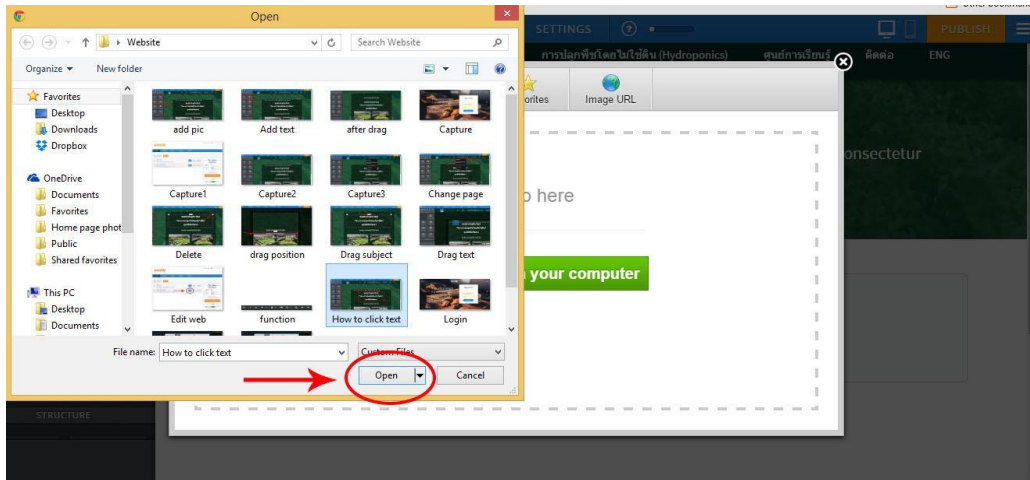 Open
Website
Search Website
Organize
New folder
Favorites
Desktop
Downloads
Dropbox
OneDrive
Documents
Favorites
Home page phot
Public
Shared favorites
This PC
Desktop
Documents
add pic
Add text
after drag
Capture
Capture1
Capture2
Capture3
Change page
Delete
drag position
Drag subject
Drag text
Edit web
function
How to click text
Login
File name: How to click text
Custom Files
Open
Cancel
SETTINGS
PUBLISH
การปลูกพืชโดยไม่ใช้ดิน (Hydroponics)
ศูนย์การเรียนรู้
ติดต่อ
ENG
orites
Image URL
onsectetur
o here
your computer
STRUCTURE